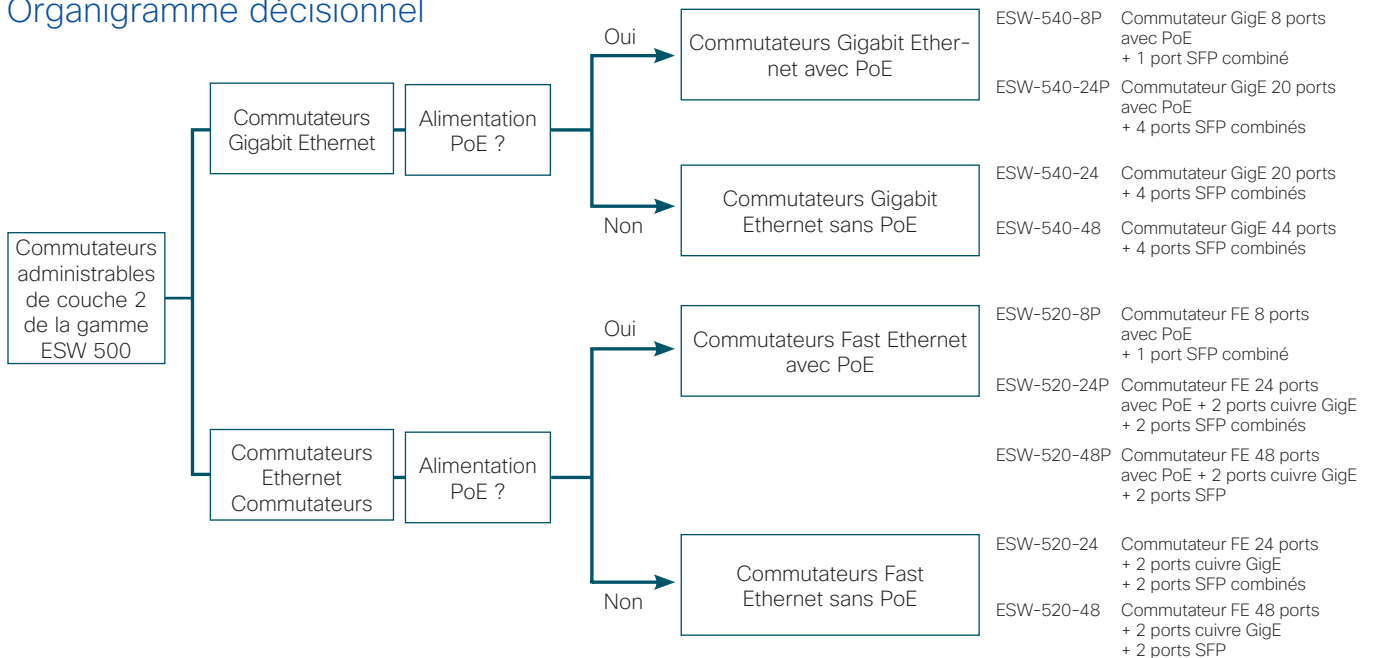 Organigramme décisionnel
Commutateurs
administrables
de couche 2
de la gamme
ESW 500
Commutateurs
Gigabit Ethernet
Alimentation
PoE ?
Oui
Commutateurs Gigabit Ether-
net avec PoE
ESW-540-8P Commutateur GigE 8 ports
avec PoE
+ 1 port SFP combiné
ESW-540-24P Commutateur GigE 20 ports
avec PoE
+ 4 ports SFP combinés
Non
Commutateurs Gigabit
Ethernet sans PoE
ESW-540-24 Commutateur GigE 20 ports
+ 4 ports SFP combinés
ESW-540-48 Commutateur GigE 44 ports
+ 4 ports SFP combinés
Commutateurs
Ethernet
Commutateurs
Alimentation
PoE ?
Oui
Commutateurs Fast Ethernet
avec PoE
ESW-520-8P Commutateur FE 8 ports
avec PoE
+ 1 port SFP combiné
ESW-520-24P Commutateur FE 24 ports
avec PoE + 2 ports cuivre GigE
+ 2 ports SFP combinés
ESW-520-48P Commutateur FE 48 ports
avec PoE + 2 ports cuivre GigE
+ 2 ports SFP
Non
Commutateurs Fast
Ethernet sans PoE
ESW-520-24 Commutateur FE 24 ports
+ 2 ports cuivre GigE
+ 2 ports SFP combinés
ESW-520-48 Commutateur FE 48 ports
+ 2 ports cuivre GigE
+ 2 ports SFP